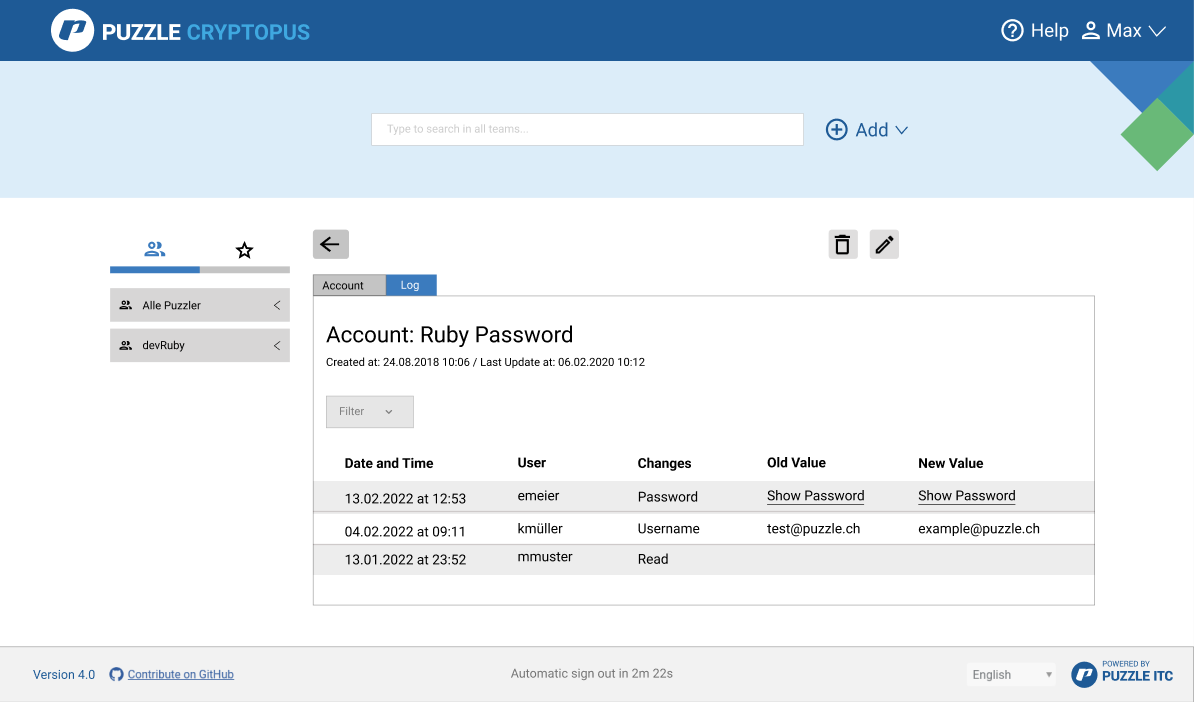 PUZZLE CRYPTOPUS
Help Max
Type to search in all teams...
Add
Alle Puzzler
devRuby
Account Log
Account: Ruby Password
Created at: 24.08.2018 10:06 / Last Update at: 06.02.2020 10:12
Filter
Date and Time User Changes Old Value New Value
13.02.2022 at 12:53 emeier Password Show Password Show Password
04.02.2022 at 09:11 kmüller Username test@puzzle.ch example@puzzle.ch
13.01.2022 at 23:52 mmuster Read
Version 4.0 Contribute on GitHub Automatic sign out in 2m 22s English POWERED BY
PUZZLE ITC